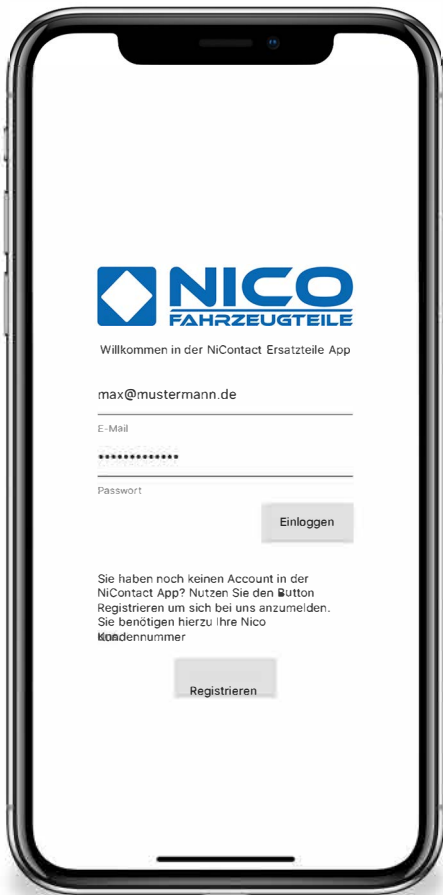 NICO
FAHRZEUGTEILE
Willkommen in der NiContact Ersatzteile App
max@mustermann.de
E-Mail
•••••••••••••
Passwort
Einloggen
Sie haben noch keinen Account in der
NiContact App? Nutzen Sie den Button
Registrieren um sich bei uns anzumelden.
Sie benötigen hierzu Ihre Nico
Kundennummer
Registrieren